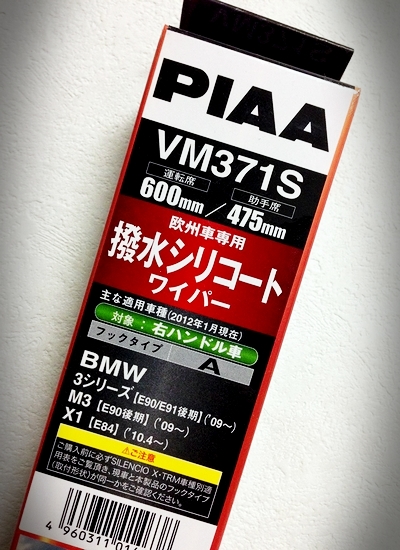 PIAA
VM371S
運転席 助手席
600mm/475mm
欧州車専用
撥水シリコート
ワイパー
主な適用車種(2012年1月現在)
対象:右ハンドル車
フックタイプ A
BMW
3シリーズ [E90/E91後期] ('09~)
M3 [E90後期] ('09~)
X1 [E84] ('10.4~)
⚠ご注意
ご購入前に必ずSILENCIO X・TRM車種別適
用表をご覧頂き、現車と本製品のフックタイプ
(取付形状)が同一かをご確認ください。
4 960311 01